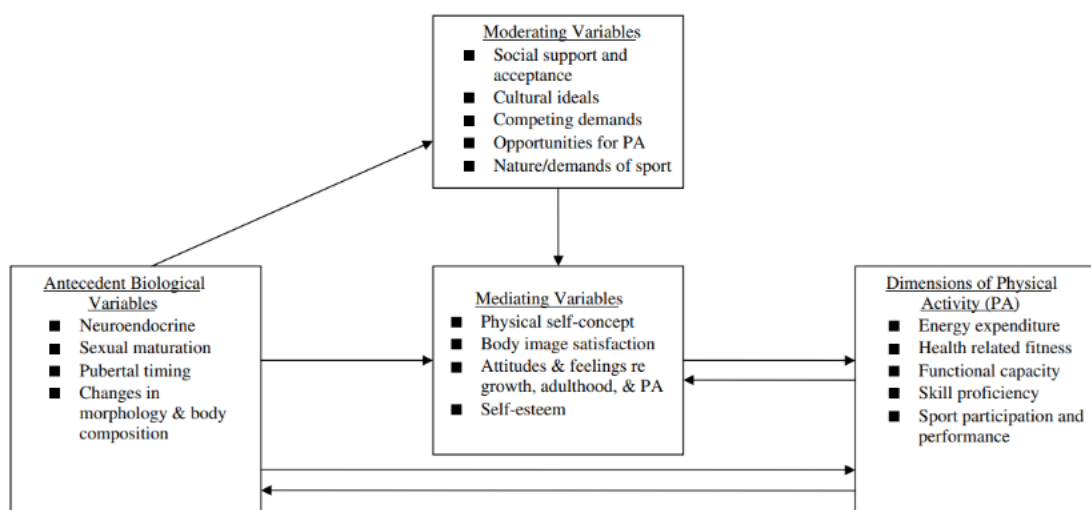 Moderating Variables
■ Social support and
acceptance
■ Cultural ideals
■ Competing demands
■ Opportunities for PA
■ Nature/demands of sport
Antecedent Biological
Variables
■ Neuroendocrine
■ Sexual maturation
■ Pubertal timing
■ Changes in
morphology & body
composition
Mediating Variables
■ Physical self-concept
■ Body image satisfaction
■ Attitudes & feelings re
growth, adulthood, & PA
■ Self-esteem
Dimensions of Physical
Activity (PA)
■ Energy expenditure
■ Health related fitness
■ Functional capacity
■ Skill proficiency
■ Sport participation and
performance